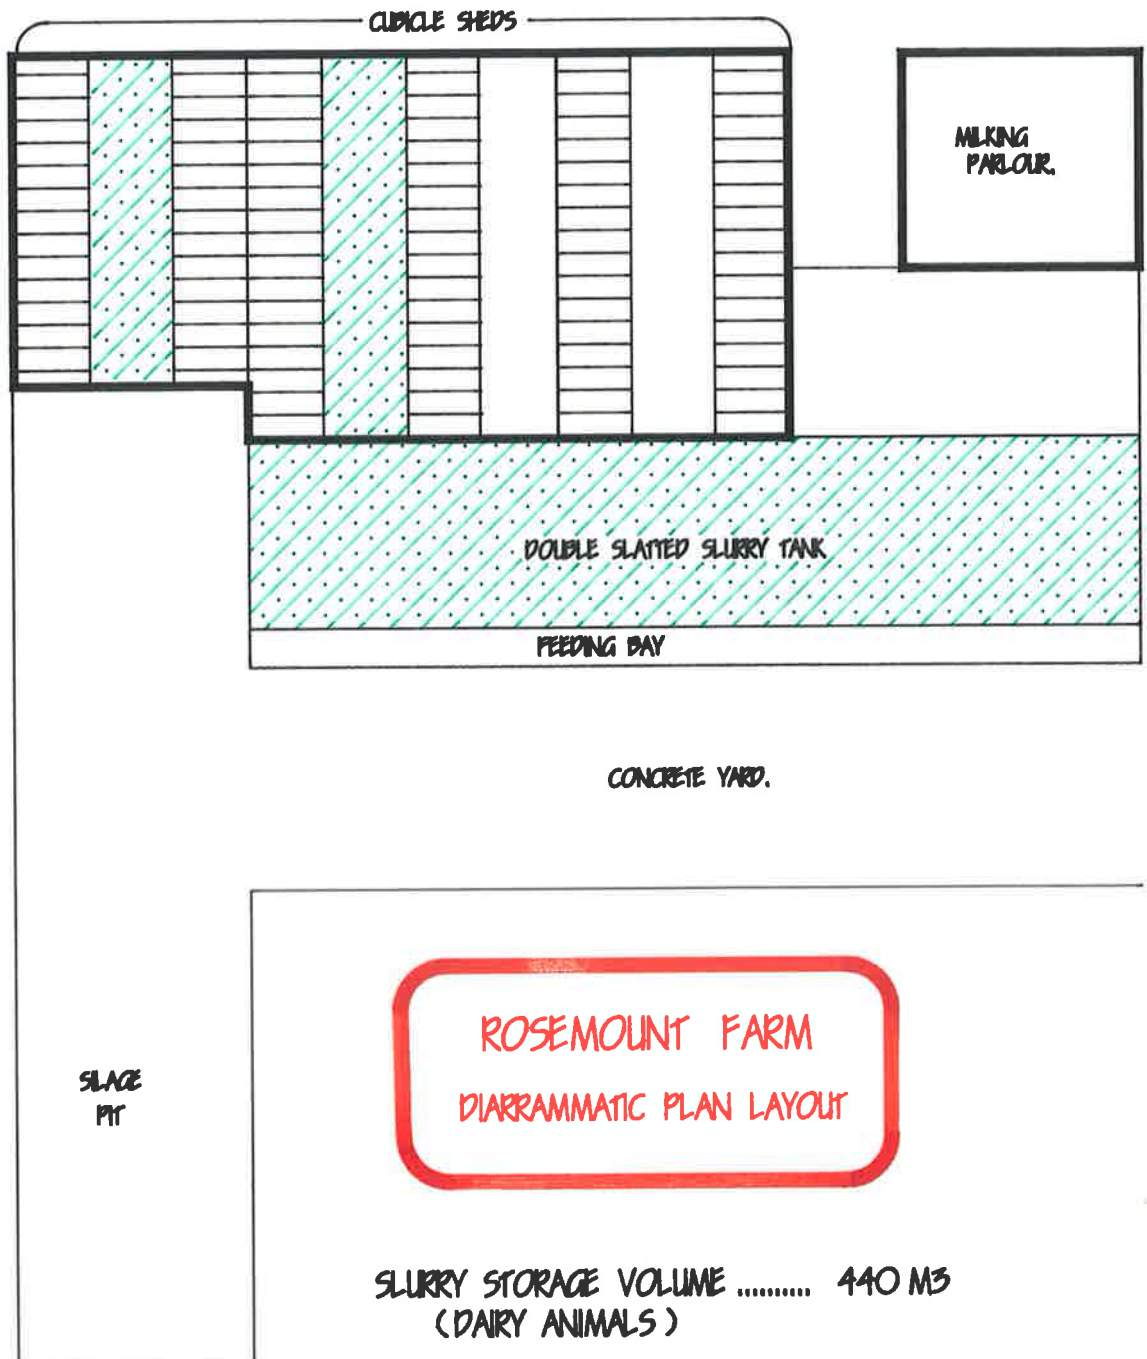 CUBICLE SHEDS
MILKING
PARLOUR.
DOUBLE SLATTED SLURRY TANK
FEEDING BAY
CONCRETE YARD.
ROSEMOUNT FARM
DIARRAMMATIC PLAN LAYOUT
SILAGE
PIT
SLURRY STORAGE VOLUME .......... 440 M3
(DAIRY ANIMALS)